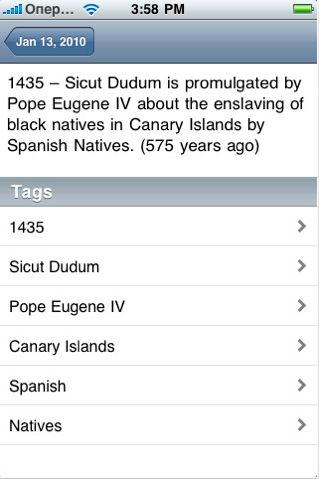 Onep... 3:58 PM
Jan 13, 2010
1435 – Sicut Dudum is promulgated by
Pope Eugene IV about the enslaving of
black natives in Canary Islands by
Spanish Natives. (575 years ago)
Tags
1435
Sicut Dudum
Pope Eugene IV
Canary Islands
Spanish
Natives